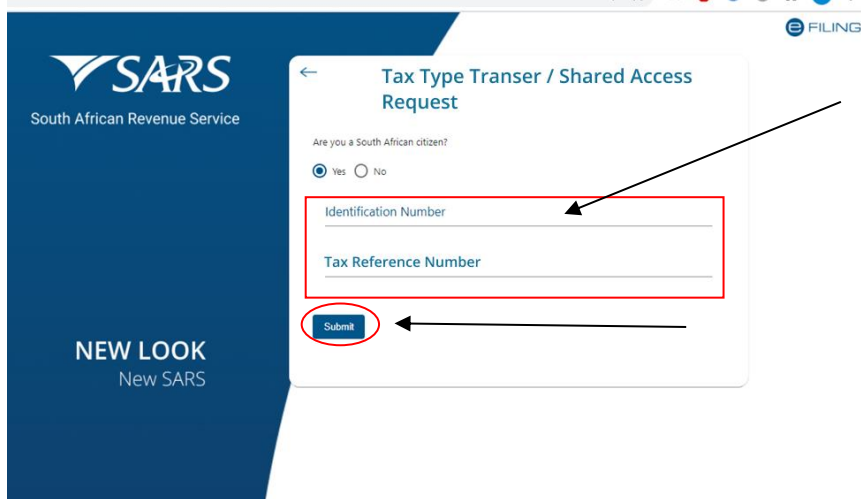 e FILING
SARS
South African Revenue Service
Tax Type Transer / Shared Access
Request
Are you a South African citizen?
Yes No
Identification Number
Tax Reference Number
Submit
NEW LOOK
New SARS